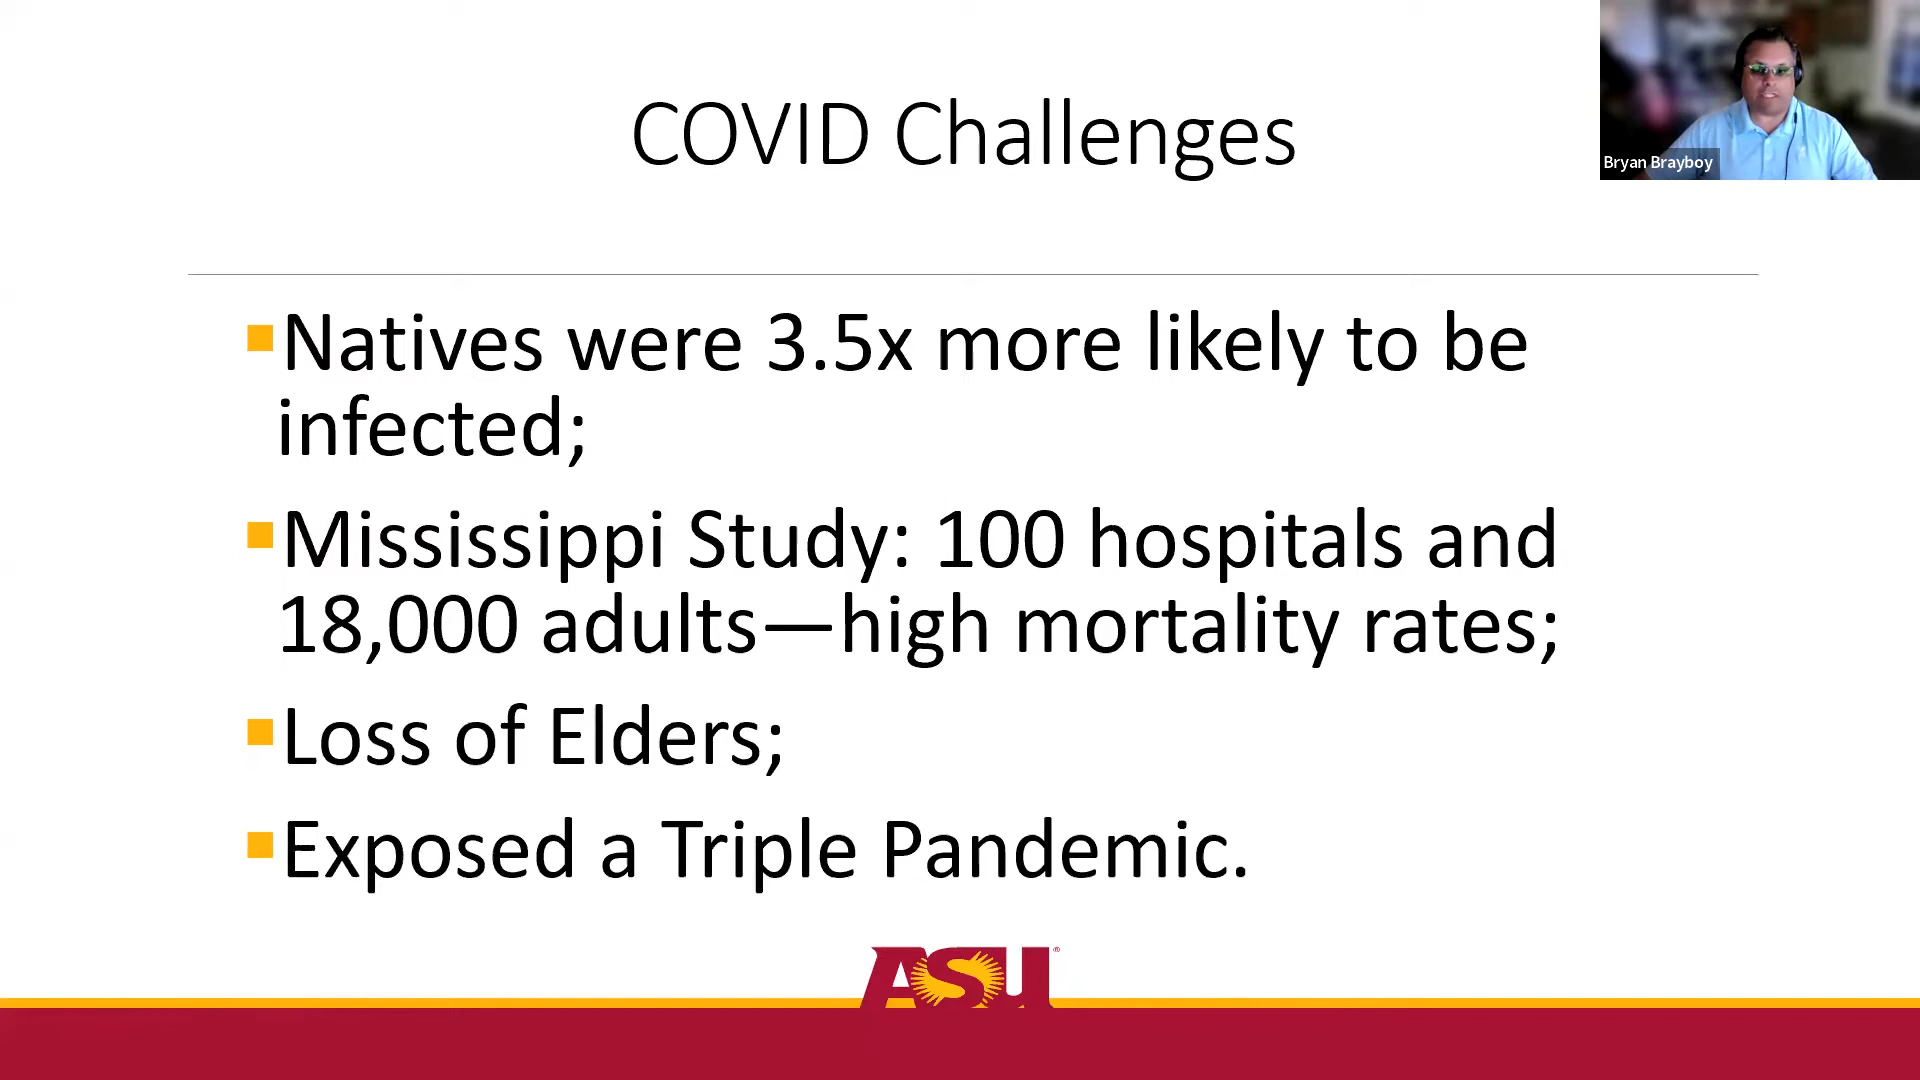 COVID Challenges
Bryan Brayboy
Natives were 3.5x more likely to be
infected;
Mississippi Study: 100 hospitals and
18,000 adults—high mortality rates;
Loss of Elders;
Exposed a Triple Pandemic.
ASU